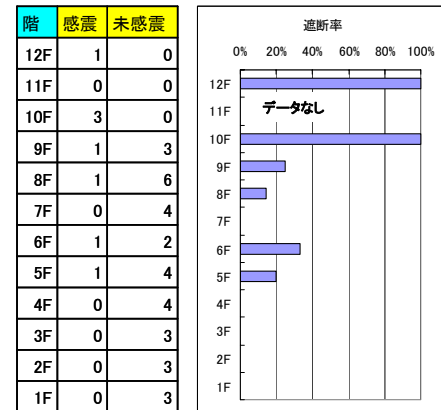 階 感震 未感震
12F 1 0
11F 0 0
10F 3 0
9F 1 3
8F 1 6
7F 0 4
6F 1 2
5F 1 4
4F 0 4
3F 0 3
2F 0 3
1F 0 3
遮断率
0% 20% 40% 60% 80% 100%
12F
11F データなし
10F
9F
8F
7F
6F
5F
4F
3F
2F
1F